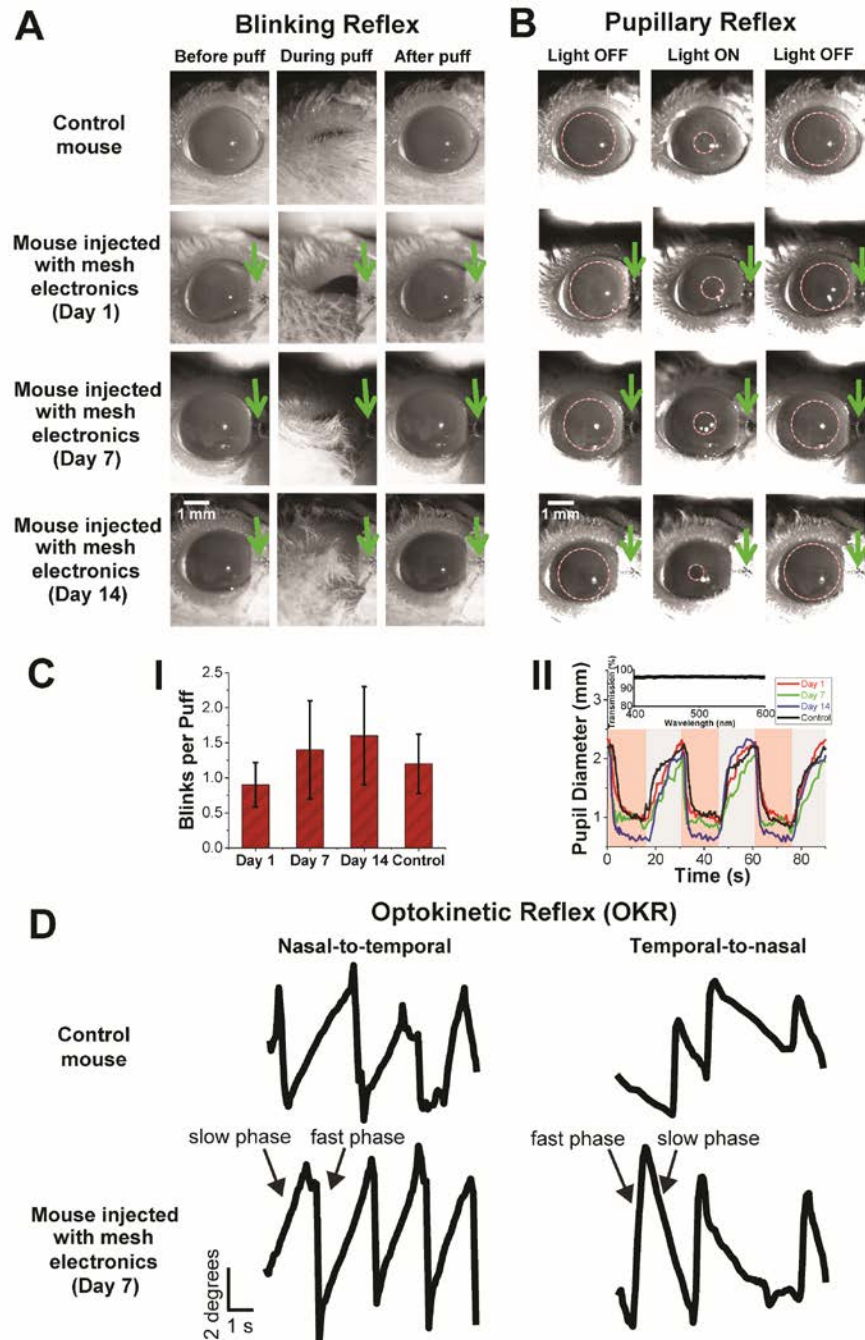 A
Blinking Reflex
Before puff During puff After puff
Control
mouse
Mouse injected
with mesh
electronics
(Day 1)
Mouse injected
with mesh
electronics
(Day 7)
1 mm
Mouse injected
with mesh
electronics
(Day 14)
B
Pupillary Reflex
Light OFF Light ON Light OFF
1 mm
C
I
Blinks per Puff
2.5
2.0
1.5
1.0
0.5
0.0
Day 1 Day 7 Day 14 Control
II
Pupil Diameter (mm)
3
2
1
0 20 40 60 80
Time (s)
Transmission (%)
100
95
90
85
80
400 500 600
Wavelength (nm)
Day 1
Day 7
Day 14
Control
D
Optokinetic Reflex (OKR)
Nasal-to-temporal Temporal-to-nasal
Control
mouse
slow phase fast phase
fast phase slow phase
Mouse injected
with mesh
electronics
(Day 7)
2 degrees
1 s